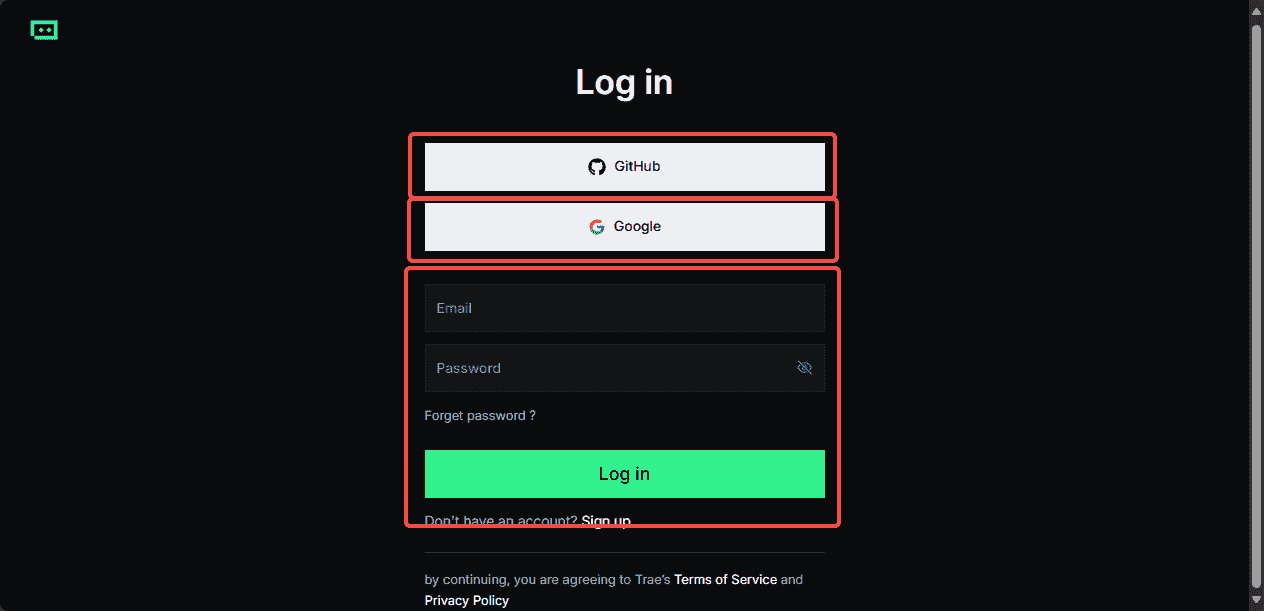 Log in
GitHub
Google
Email
Password
Forget password ?
Log in
Don't have an account? Sign up
by continuing, you are agreeing to Trae's Terms of Service and
Privacy Policy